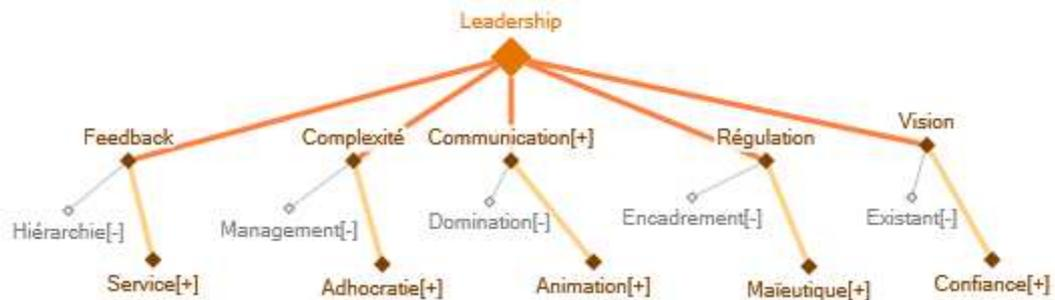 Leadership
Feedback
Complexité
Communication[+]
Régulation
Vision
Hiérarchie[-]
Management[-]
Domination[-]
Encadrement[-]
Existant[-]
Service[+]
Adhocratie[+]
Animation[+]
Maïeutique[+]
Confiance[+]